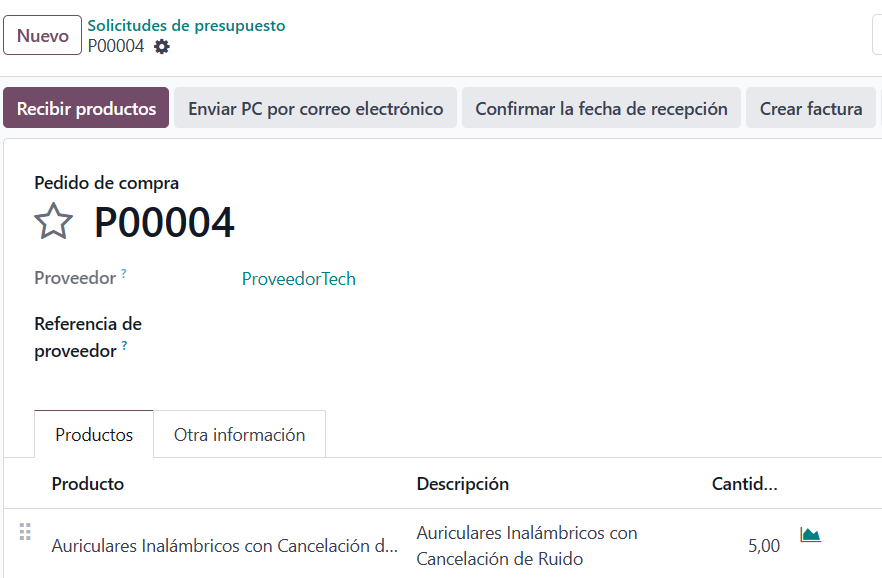 Nuevo
Solicitudes de presupuesto
P00004
Recibir productos
Enviar PC por correo electrónico
Confirmar la fecha de recepción
Crear factura
Pedido de compra
P00004
Proveedor ?
ProveedorTech
Referencia de
proveedor ?
Productos
Otra información
Producto
Descripción
Cantid...
Auriculares Inalámbricos con Cancelación d...
Auriculares Inalámbricos con
Cancelación de Ruido
5,00